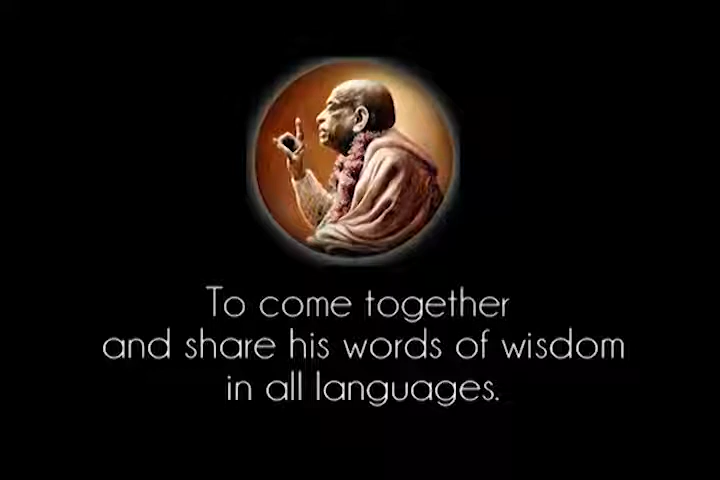 To come together
and share his words of wisdom
in all languages.